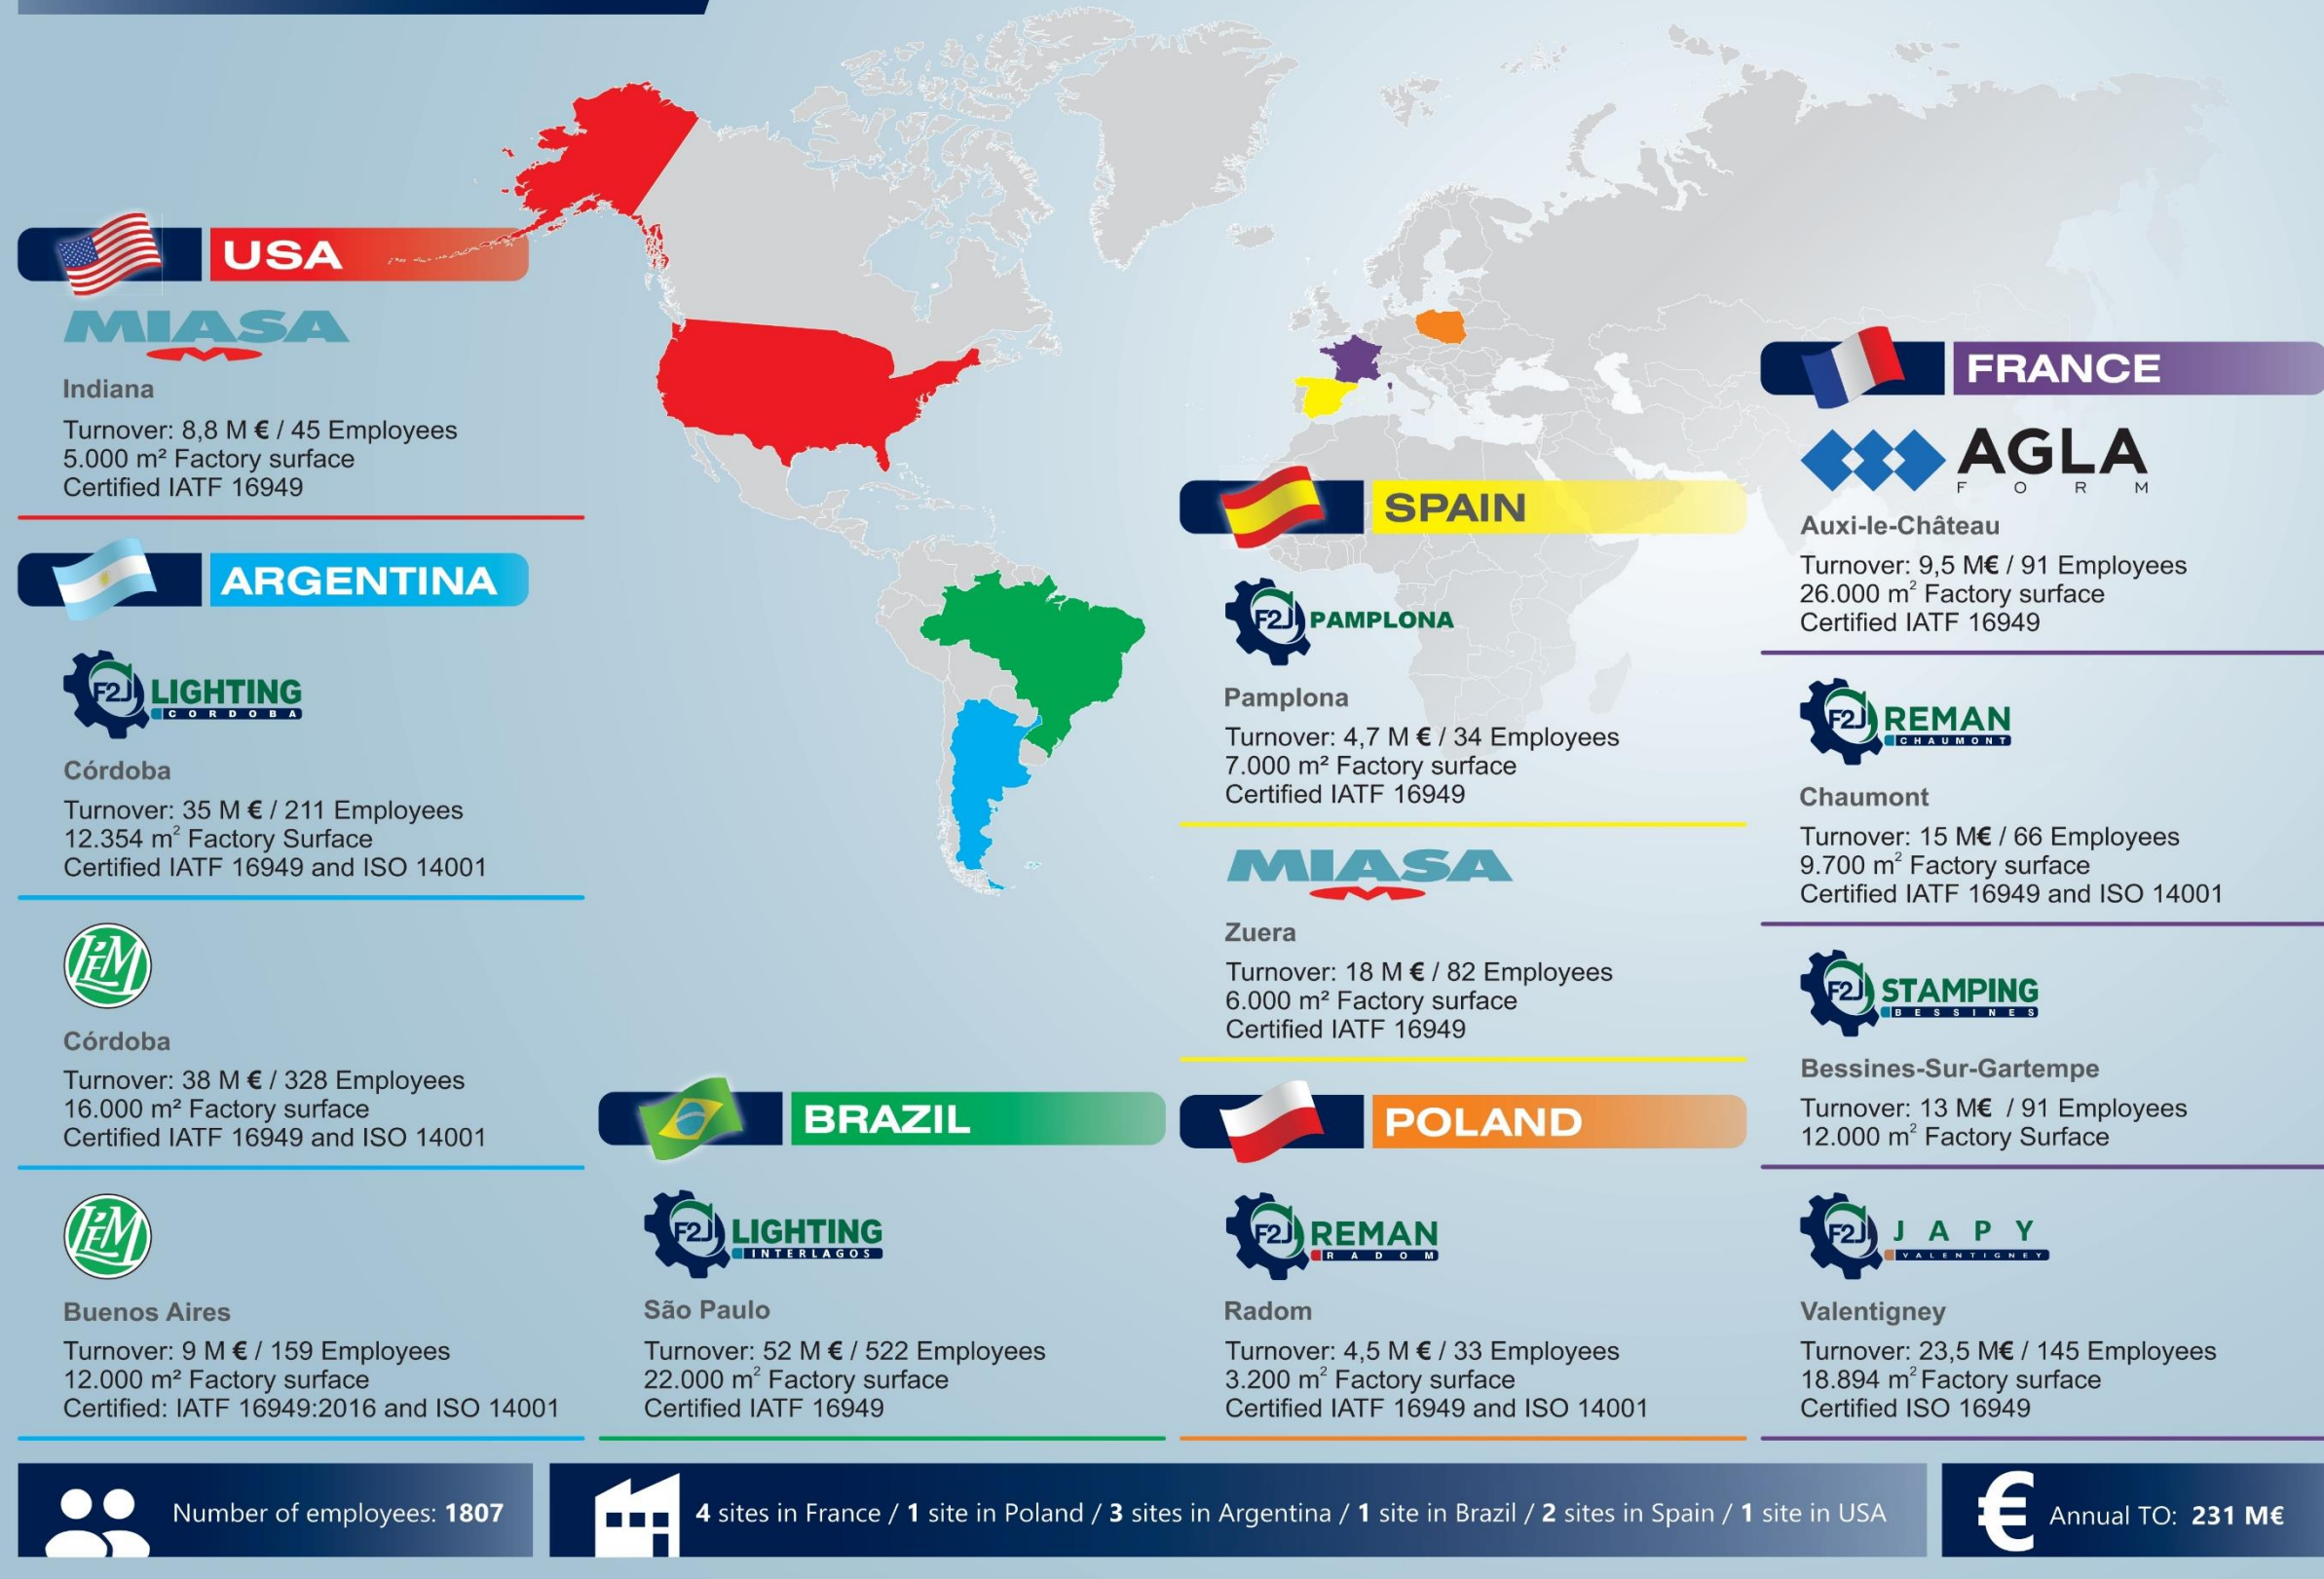 USA
MIASA
Indiana
Turnover: 8,8 M € / 45 Employees
5.000 m² Factory surface
Certified IATF 16949
ARGENTINA
F2J LIGHTING
CORDOBA
Córdoba
Turnover: 35 M € / 211 Employees
12.354 m² Factory Surface
Certified IATF 16949 and ISO 14001
L'EM
Córdoba
Turnover: 38 M € / 328 Employees
16.000 m² Factory surface
Certified IATF 16949 and ISO 14001
L'EM
Buenos Aires
Turnover: 9 M € / 159 Employees
12.000 m² Factory surface
Certified: IATF 16949:2016 and ISO 14001
BRAZIL
F2J LIGHTING
INTERLAGOS
São Paulo
Turnover: 52 M € / 522 Employees
22.000 m² Factory surface
Certified IATF 16949
SPAIN
F2J PAMPLONA
Pamplona
Turnover: 4,7 M € / 34 Employees
7.000 m² Factory surface
Certified IATF 16949
MIASA
Zuera
Turnover: 18 M € / 82 Employees
6.000 m² Factory surface
Certified IATF 16949
POLAND
F2J REMAN
RADOM
Radom
Turnover: 4,5 M € / 33 Employees
3.200 m² Factory surface
Certified IATF 16949 and ISO 14001
FRANCE
AGLA
FORM
Auxi-le-Château
Turnover: 9,5 M€ / 91 Employees
26.000 m² Factory surface
Certified IATF 16949
F2J REMAN
CHAUMONT
Chaumont
Turnover: 15 M€ / 66 Employees
9.700 m² Factory surface
Certified IATF 16949 and ISO 14001
F2J STAMPING
BESSINES
Bessines-Sur-Gartempe
Turnover: 13 M€ / 91 Employees
12.000 m² Factory Surface
F2J JAPY
VALENTIGNEY
Valentigney
Turnover: 23,5 M€ / 145 Employees
18.894 m² Factory surface
Certified ISO 16949
Number of employees: 1807
4 sites in France / 1 site in Poland / 3 sites in Argentina / 1 site in Brazil / 2 sites in Spain / 1 site in USA
€ Annual TO: 231 M€